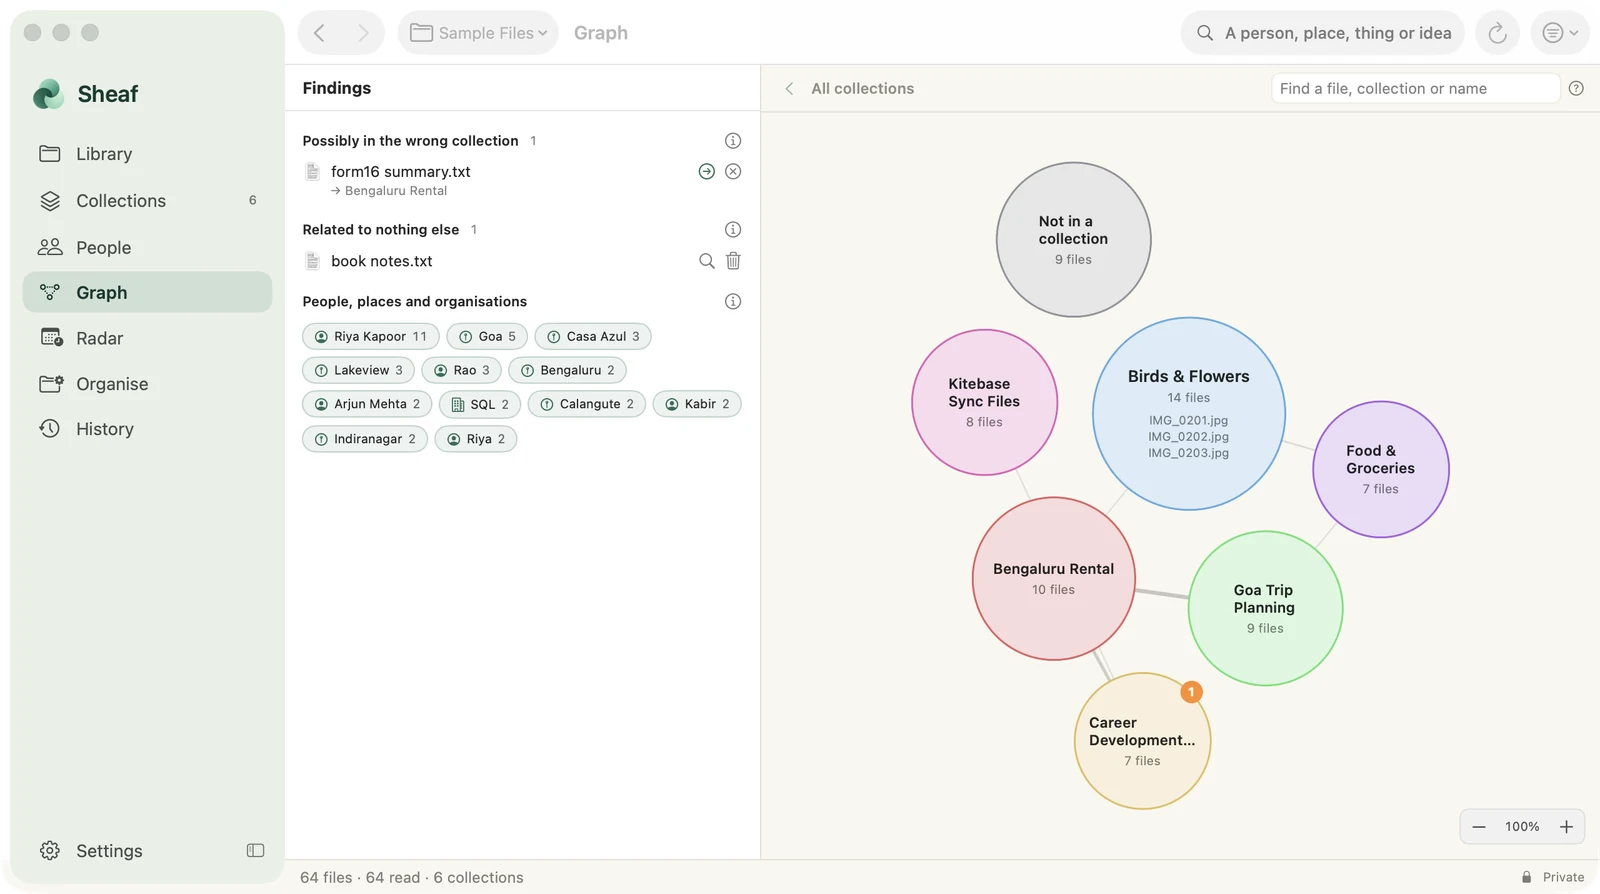 Sample Files
Graph
A person, place, thing or idea
Sheaf
Library
Collections 6
People
Graph
Radar
Organise
History
Settings
Findings
Possibly in the wrong collection 1
form16 summary.txt
→ Bengaluru Rental
Related to nothing else 1
book notes.txt
People, places and organisations
Riya Kapoor 11
Goa 5
Casa Azul 3
Lakeview 3
Rao 3
Bengaluru 2
Arjun Mehta 2
SQL 2
Calangute 2
Kabir 2
Indiranagar 2
Riya 2
All collections
Find a file, collection or name
Not in a
collection
9 files
Kitebase
Sync Files
8 files
Birds & Flowers
14 files
IMG_0201.jpg
IMG_0202.jpg
IMG_0203.jpg
Food &
Groceries
7 files
Bengaluru Rental
10 files
Goa Trip
Planning
9 files
1
Career
Development...
7 files
100%
64 files · 64 read · 6 collections
Private